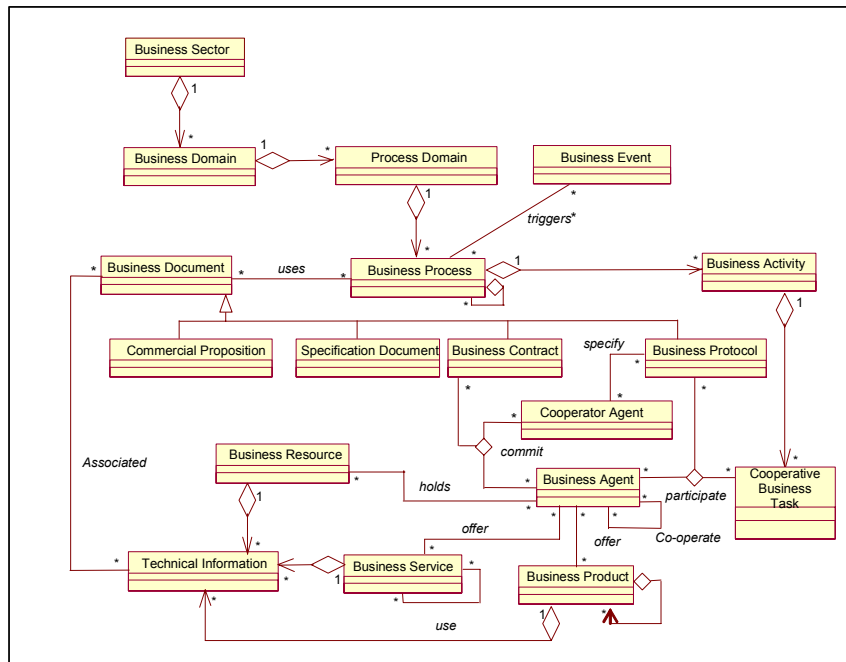 Business Sector
1
*
Business Domain
1
*
Process Domain
1
*
Business Event
*
triggers*
*
Business Document
*
*
uses
*
Business Process
1
*
*
Business Activity
1
*
Commercial Proposition
Specification Document
Business Contract
*
Business Protocol
*
*
specify
*
Cooperator Agent
*
commit
*
Business Resource
1
*
*
holds
*
Business Agent
*
*
*
*
*
participate
*
Cooperative
Business
Task
Co-operate
Associated
offer
offer
*
Technical Information
*
*
*
1
Business Service
*
*
*
*
Business Product
1
*
use